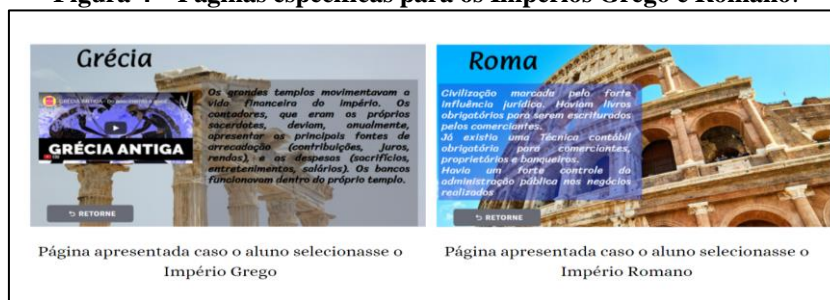 Figura 4 – Páginas específicas para os Impérios Grego e Romano.
Grécia
GRÉCIA ANTIGA
Os grandes templos movimentavam a
vida financeira do império. Os
contadores, que eram os próprios
sacerdotes, deviam, anualmente,
apresentar as principais fontes de
arrecadação (contribuições, juros,
rendas), e as despesas (sacrifícios,
entretenimentos, salários). Os bancos
funcionavam dentro do próprio templo.
RETORNE
Página apresentada caso o aluno selecionasse o
Império Grego
Roma
Civilização marcada pela forte
influência jurídica. Haviam livros
obrigatórios para serem escriturados
pelos comerciantes.
Já existia uma Técnica contábil
obrigatória para comerciantes,
proprietários e banqueiros.
Havia um forte controle da
administração pública nos negócios
realizados
RETORNE
Página apresentada caso o aluno selecionasse o
Império Romano